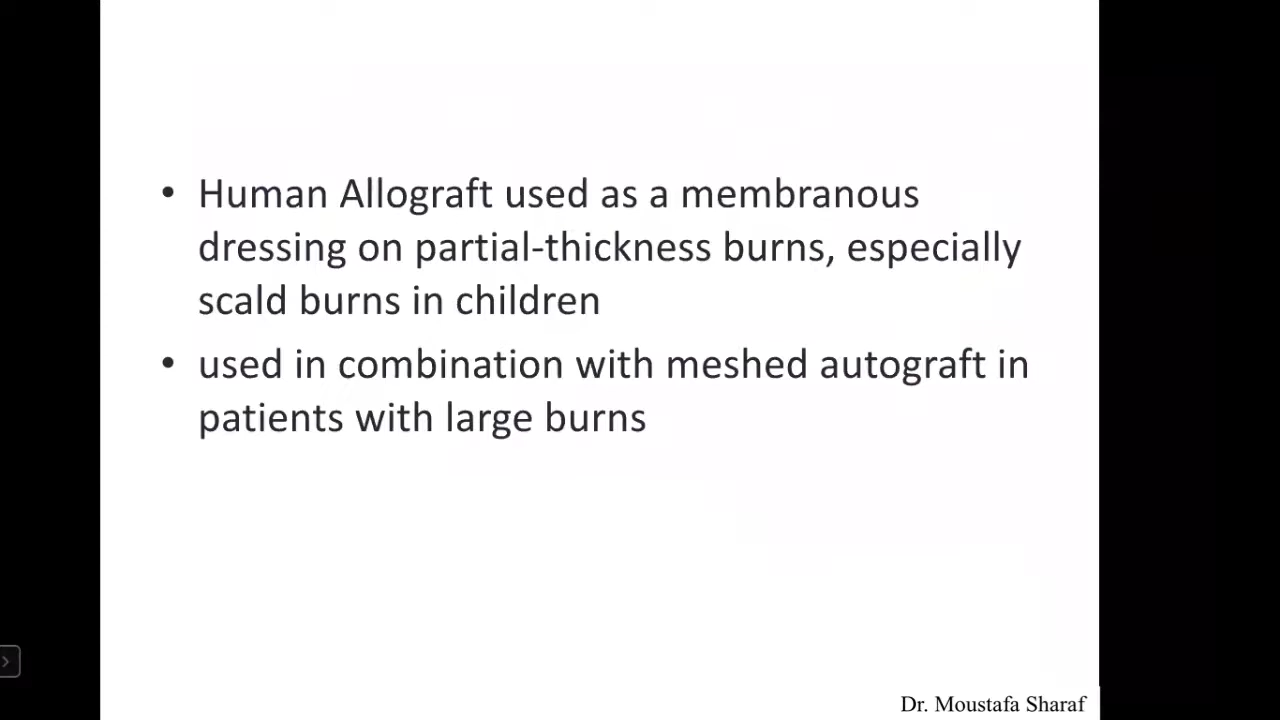 • Human Allograft used as a membranous
dressing on partial-thickness burns, especially
scald burns in children
• used in combination with meshed autograft in
patients with large burns
Dr. Moustafa Sharaf